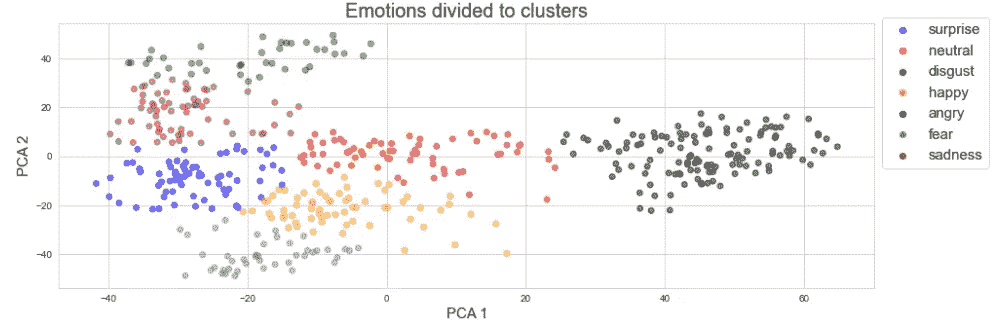 Emotions divided to clusters
surprise
neutral
disgust
happy
angry
fear
sadness
PCA 2
40
20
0
−20
−40
−40
−20
0
20
40
60
PCA 1